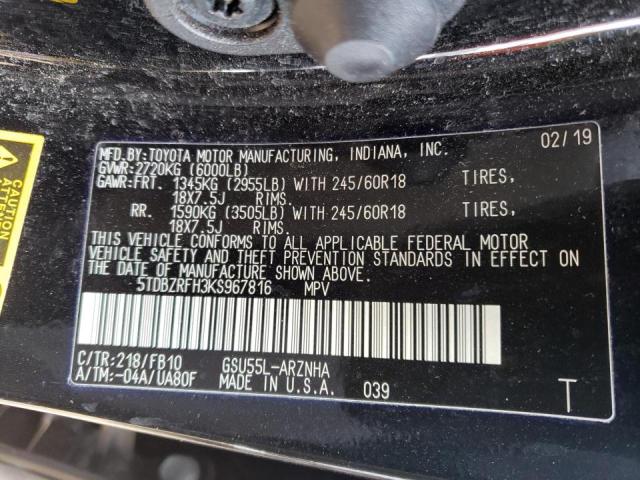 MFD.BY:TOYOTA MOTOR MANUFACTURING, INDIANA, INC. 02/19
GVWR:2720KG (6000LB)
GAWR:FRT. 1345KG (2955LB) WITH 245/60R18 TIRES,
18X7.5J RIMS.
RR. 1590KG (3505LB) WITH 245/60R18 TIRES,
18X7.5J RIMS.
THIS VEHICLE CONFORMS TO ALL APPLICABLE FEDERAL MOTOR
VEHICLE SAFETY AND THEFT PREVENTION STANDARDS IN EFFECT ON
THE DATE OF MANUFACTURE SHOWN ABOVE.
5TDBZRFH3KS967816 MPV
C/TR:218/FB10 GSU55L-ARZNHA
A/TM:-04A/UA80F MADE IN U.S.A. 039 T
CAUTION